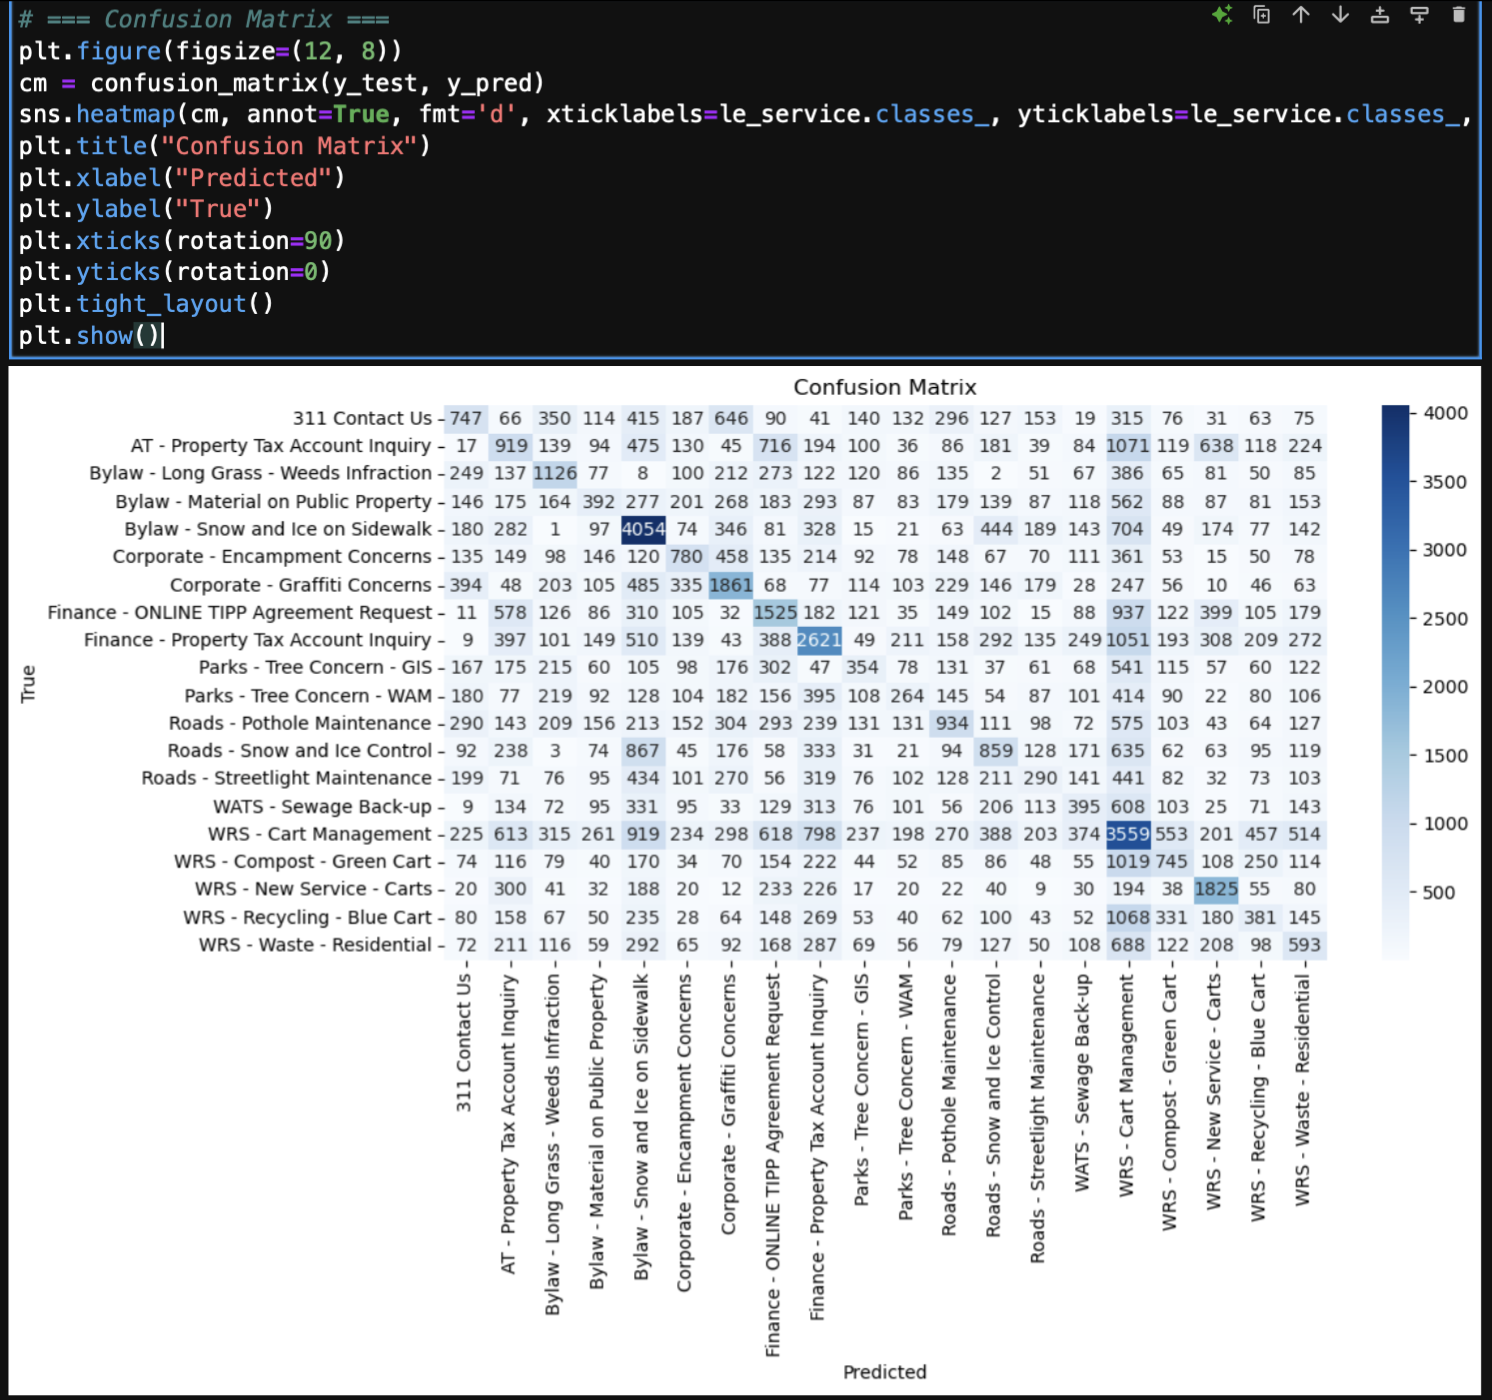 # === Confusion Matrix ===
plt.figure(figsize=(12, 8))
cm = confusion_matrix(y_test, y_pred)
sns.heatmap(cm, annot=True, fmt='d', xticklabels=le_service.classes_, yticklabels=le_service.classes_,
plt.title("Confusion Matrix")
plt.xlabel("Predicted")
plt.ylabel("True")
plt.xticks(rotation=90)
plt.yticks(rotation=0)
plt.tight_layout()
plt.show()
Confusion Matrix
311 Contact Us 747 66 350 114 415 187 646 90 41 140 132 296 127 153 19 315 76 31 63 75
AT - Property Tax Account Inquiry 17 919 139 94 475 130 45 716 194 100 36 86 181 39 84 1071 119 638 118 224
Bylaw - Long Grass - Weeds Infraction 249 137 1126 77 8 100 212 273 122 120 86 135 2 51 67 386 65 81 50 85
Bylaw - Material on Public Property 146 175 164 392 277 201 268 183 293 87 83 179 139 87 118 562 88 87 81 153
Bylaw - Snow and Ice on Sidewalk 180 282 1 97 4054 74 346 81 328 15 21 63 444 189 143 704 49 174 77 142
Corporate - Encampment Concerns 135 149 98 146 120 780 458 135 214 92 78 148 67 70 111 361 53 15 50 78
Corporate - Graffiti Concerns 394 48 203 105 485 335 1861 68 77 114 103 229 146 179 28 247 56 10 46 63
Finance - ONLINE TIPP Agreement Request 11 578 126 86 310 105 32 1525 182 121 35 149 102 15 88 937 122 399 105 179
Finance - Property Tax Account Inquiry 9 397 101 149 510 139 43 388 2621 49 211 158 292 135 249 1051 193 308 209 272
Parks - Tree Concern - GIS 167 175 215 60 105 98 176 302 47 354 78 131 37 61 68 541 115 57 60 122
Parks - Tree Concern - WAM 180 77 219 92 128 104 182 156 395 108 264 145 54 87 101 414 90 22 80 106
Roads - Pothole Maintenance 290 143 209 156 213 152 304 293 239 131 131 934 111 98 72 575 103 43 64 127
Roads - Snow and Ice Control 92 238 3 74 867 45 176 58 333 31 21 94 859 128 171 635 62 63 95 119
Roads - Streetlight Maintenance 199 71 76 95 434 101 270 56 319 76 102 128 211 290 141 441 82 32 73 103
WATS - Sewage Back-up 9 134 72 95 331 95 33 129 313 76 101 56 206 113 395 608 103 25 71 143
WRS - Cart Management 225 613 315 261 919 234 298 618 798 237 198 270 388 203 374 3559 553 201 457 514
WRS - Compost - Green Cart 74 116 79 40 170 34 70 154 222 44 52 85 86 48 55 1019 745 108 250 114
WRS - New Service - Carts 20 300 41 32 188 20 12 233 226 17 20 22 40 9 30 194 38 1825 55 80
WRS - Recycling - Blue Cart 80 158 67 50 235 28 64 148 269 53 40 62 100 43 52 1068 331 180 381 145
WRS - Waste - Residential 72 211 116 59 292 65 92 168 287 69 56 79 127 50 108 688 122 208 98 593
True
311 Contact Us
AT - Property Tax Account Inquiry
Bylaw - Long Grass - Weeds Infraction
Bylaw - Material on Public Property
Bylaw - Snow and Ice on Sidewalk
Corporate - Encampment Concerns
Corporate - Graffiti Concerns
Finance - ONLINE TIPP Agreement Request
Finance - Property Tax Account Inquiry
Parks - Tree Concern - GIS
Parks - Tree Concern - WAM
Roads - Pothole Maintenance
Roads - Snow and Ice Control
Roads - Streetlight Maintenance
WATS - Sewage Back-up
WRS - Cart Management
WRS - Compost - Green Cart
WRS - New Service - Carts
WRS - Recycling - Blue Cart
WRS - Waste - Residential
Predicted
4000
3500
3000
2500
2000
1500
1000
500